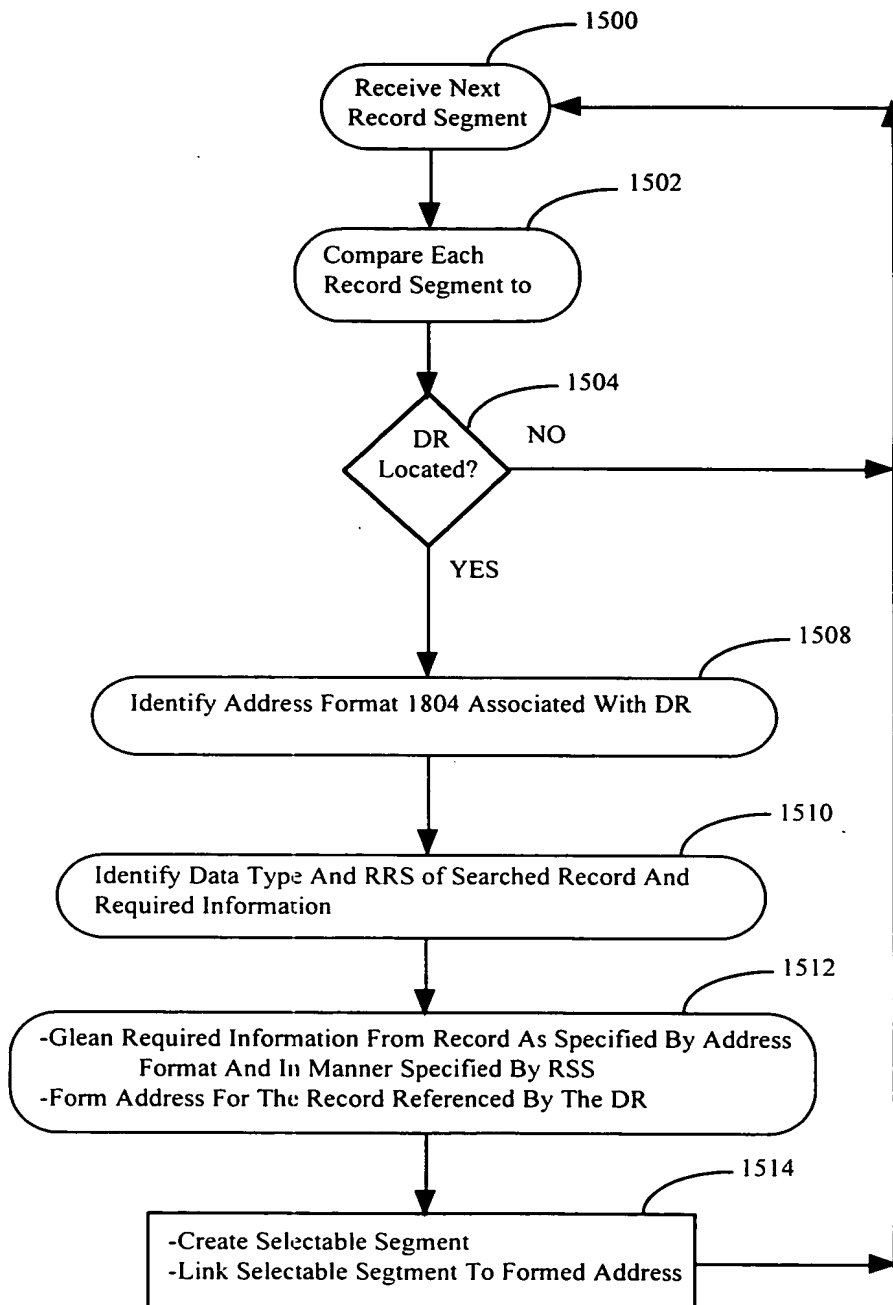 1500
Receive Next
Record Segment
1502
Compare Each
Record Segment to
1504
DR
Located?
NO
YES
1508
Identify Address Format 1804 Associated With DR
1510
Identify Data Type And RRS of Searched Record And
Required Information
1512
-Glean Required Information From Record As Specified By Address
Format And In Manner Specified By RSS
-Form Address For The Record Referenced By The DR
1514
-Create Selectable Segment
-Link Selectable Segtment To Formed Address